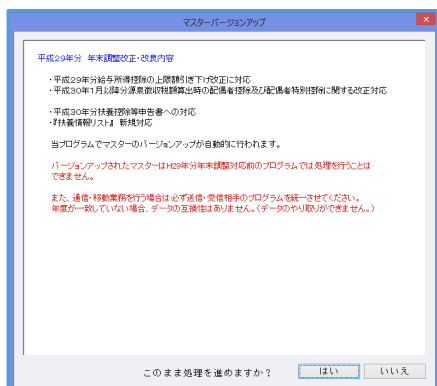 マスターバージョンアップ
平成29年分 年末調整改正・改良内容
・平成29年分給与所得控除の上限額引き下げ改正に対応
・平成30年1月以降分源泉徴収税額算出時の配偶者控除及び配偶者特別控除に関する改正対応
・平成30年分扶養控除等申告書への対応
・『扶養情報リスト』 新規対応
当プログラムでマスターのバージョンアップが自動的に行われます。
バージョンアップされたマスターはH29年分年末調整対応前のプログラムでは処理を行うことは
できません。
また、通信・移動業務を行う場合は必ず送信・受信相手のプログラムを統一させてください。
年度が一致していない場合、データの互換性はありません。(データのやり取りができません。)
このまま処理を進めますか？
はい
いいえ